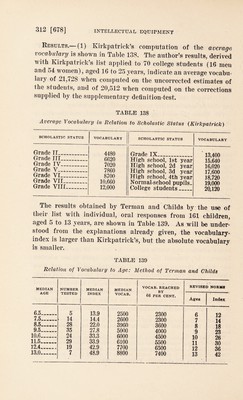 312 [678] INTELLECTUAL EQUIPMENT
RESULTS.—(1) Kirkpatrick's computation of the average
vocabulary is shown in Table 138. The author's results, derived
with Kirkpatrick's list applied to 70 college students (16 men
and 54 women), aged 16 to 25 years, indicate an average vocabu-
lary of 21,728 when computed on the uncorrected estimates of
the students, and of 20,512 when computed on the corrections
supplied by the supplementary definition-test.
TABLE 138
Average Vocabulary in Relation to Scholastic Status (Kirkpatrick)
SCHOLASTIC STATUS VOCABULARY SCHOLASTIC STATUS VOCABULARY
Grade II 4480 Grade IX 13,400
Grade III 6620 High school, 1st year 15,640
Grade IV 7020 High school, 2d year 16,020
Grade V 7860 High school, 3d year 17,600
Grade VI 8700 High school, 4th year 18,720
Grade VII 10,660 Normal-school pupils 19,000
Grade VIII 12,000 College students 20,120
The results obtained by Terman and Childs by the use of
their list with individual, oral responses from 161 children,
aged 5 to 13 years, are shown in Table 139. As will be under-
stood from the explanations already given, the vocabulary-
index is larger than Kirkpatrick's, but the absolute vocabulary
is smaller.
TABLE 139
Relation of Vocabulary to Age: Method of Terman and Childs
MEDIAN AGE NUMBER TESTED MEDIAN INDEX MEDIAN VOCAB. VOCAB. REACHED BY 66 PER CENT. REVISED NORMS
Ages Index
6.5 5 13.9 2500 2300 6 12
7.5 14 14.4 2600 2300 7 14
8.5 28 22.0 3960 3600 8 18
9.5 35 27.8 5000 4000 9 23
10.6 24 33.3 6000 4500 10 26
11.5 29 33.9 6100 5500 11 30
12.4 19 42.9 7700 6500 12 36
13.0 7 48.9 8800 7400 13 42